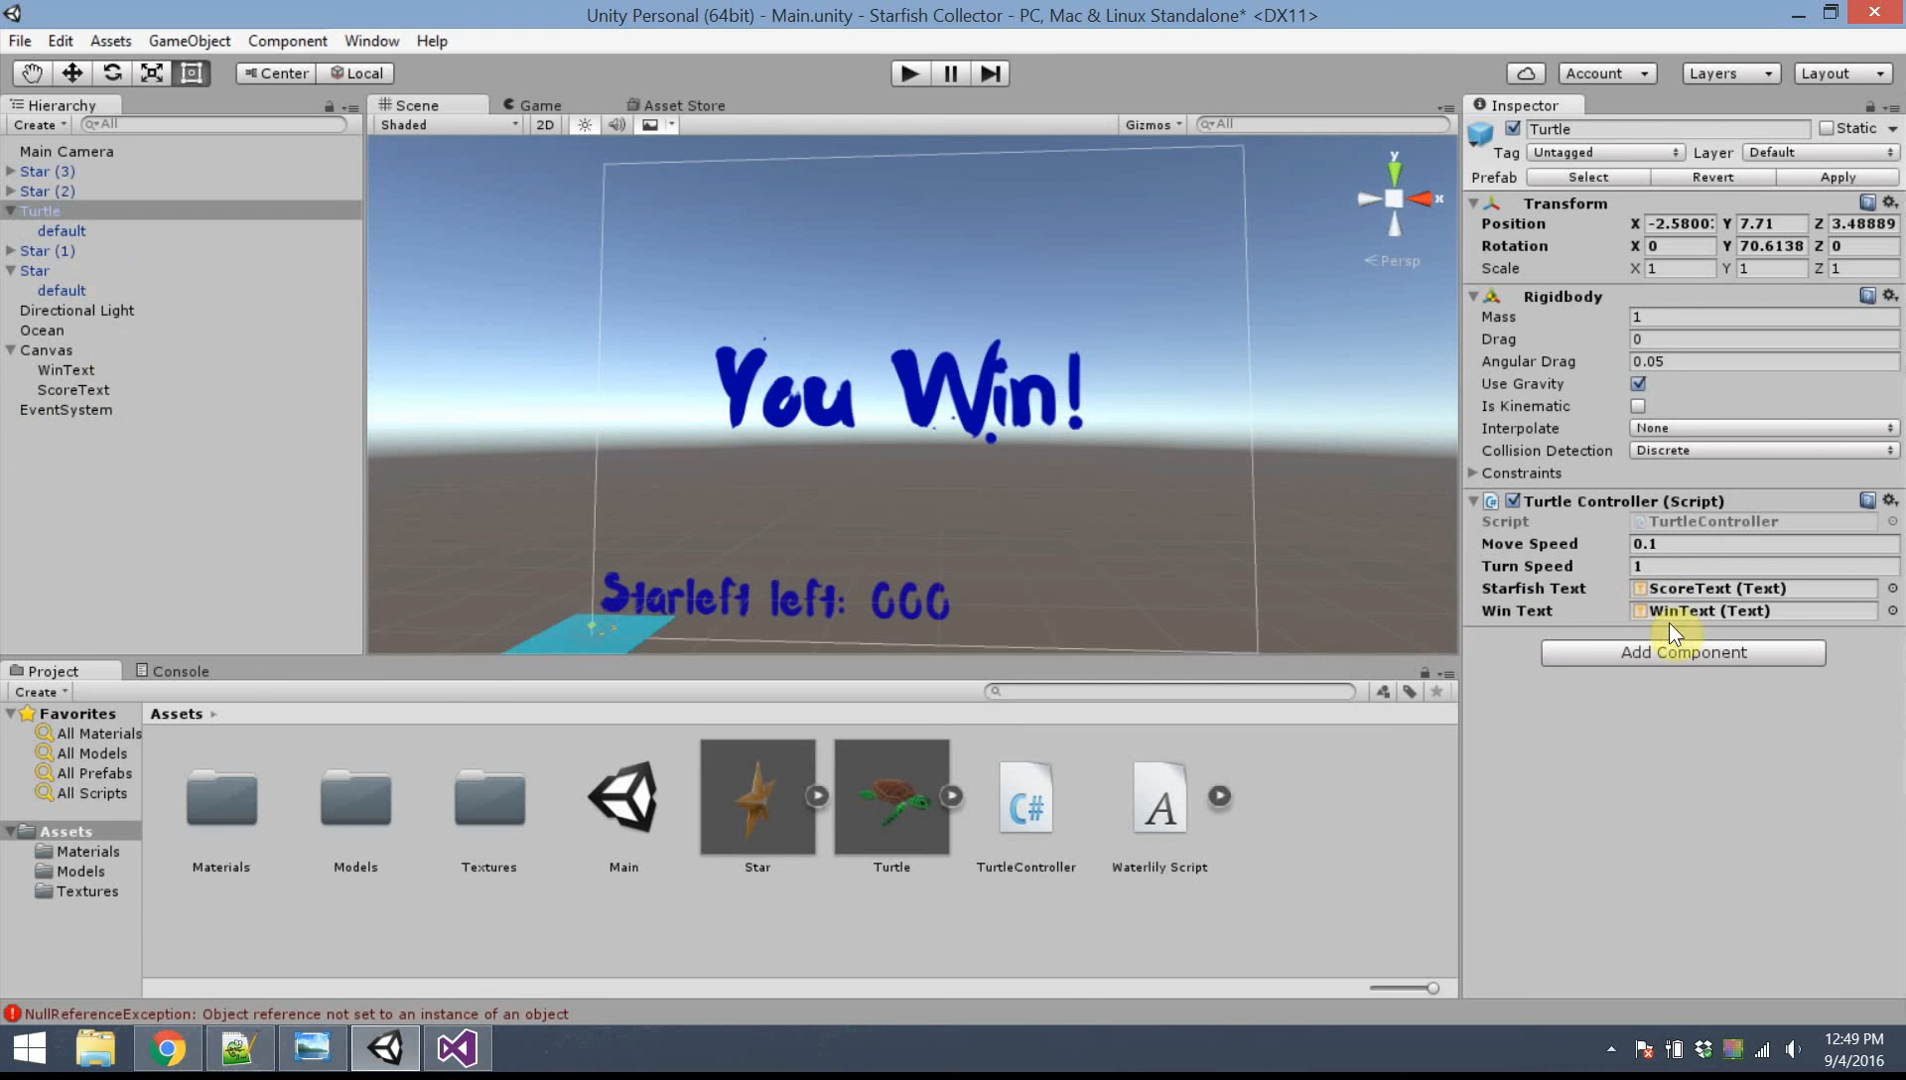 Unity Personal (64bit) - Main.unity - Starfish Collector - PC, Mac & Linux Standalone* <DX11>
File Edit Assets GameObject Component Window Help
Center Local Account Layers Layout
Hierarchy
Create All
Main Camera
Star (3)
Star (2)
Turtle
default
Star (1)
Star
default
Directional Light
Ocean
Canvas
WinText
ScoreText
EventSystem
Scene Game Asset Store
Shaded 2D Gizmos All
y
x
Persp
You Win!
Starleft left: 000
Inspector
Turtle Static
Tag Untagged Layer Default
Prefab Select Revert Apply
Transform
Position X -2.5800: Y 7.71 Z 3.48889
Rotation X 0 Y 70.6138 Z 0
Scale X 1 Y 1 Z 1
Rigidbody
Mass 1
Drag 0
Angular Drag 0.05
Use Gravity
Is Kinematic
Interpolate None
Collision Detection Discrete
Constraints
C# Turtle Controller (Script)
Script TurtleController
Move Speed 0.1
Turn Speed 1
Starfish Text ScoreText (Text)
Win Text WinText (Text)
Add Component
Project Console
Create
Favorites
All Materials
All Models
All Prefabs
All Scripts
Assets
Materials
Models
Textures
Assets
C# A
Materials Models Textures Main Star Turtle TurtleController Waterlily Script
NullReferenceException: Object reference not set to an instance of an object
12:49 PM
9/4/2016